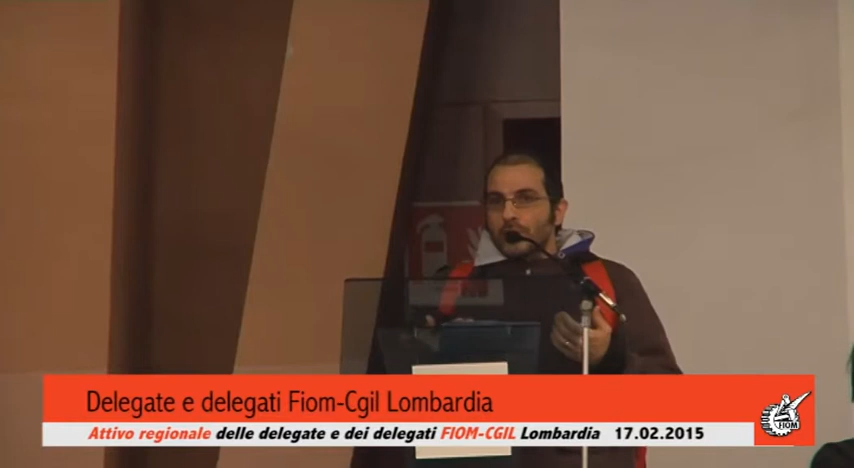 Delegate e delegati Fiom-Cgil Lombardia
Attivo regionale delle delegate e dei delegati FIOM-CGIL Lombardia 17.02.2015
FIOM